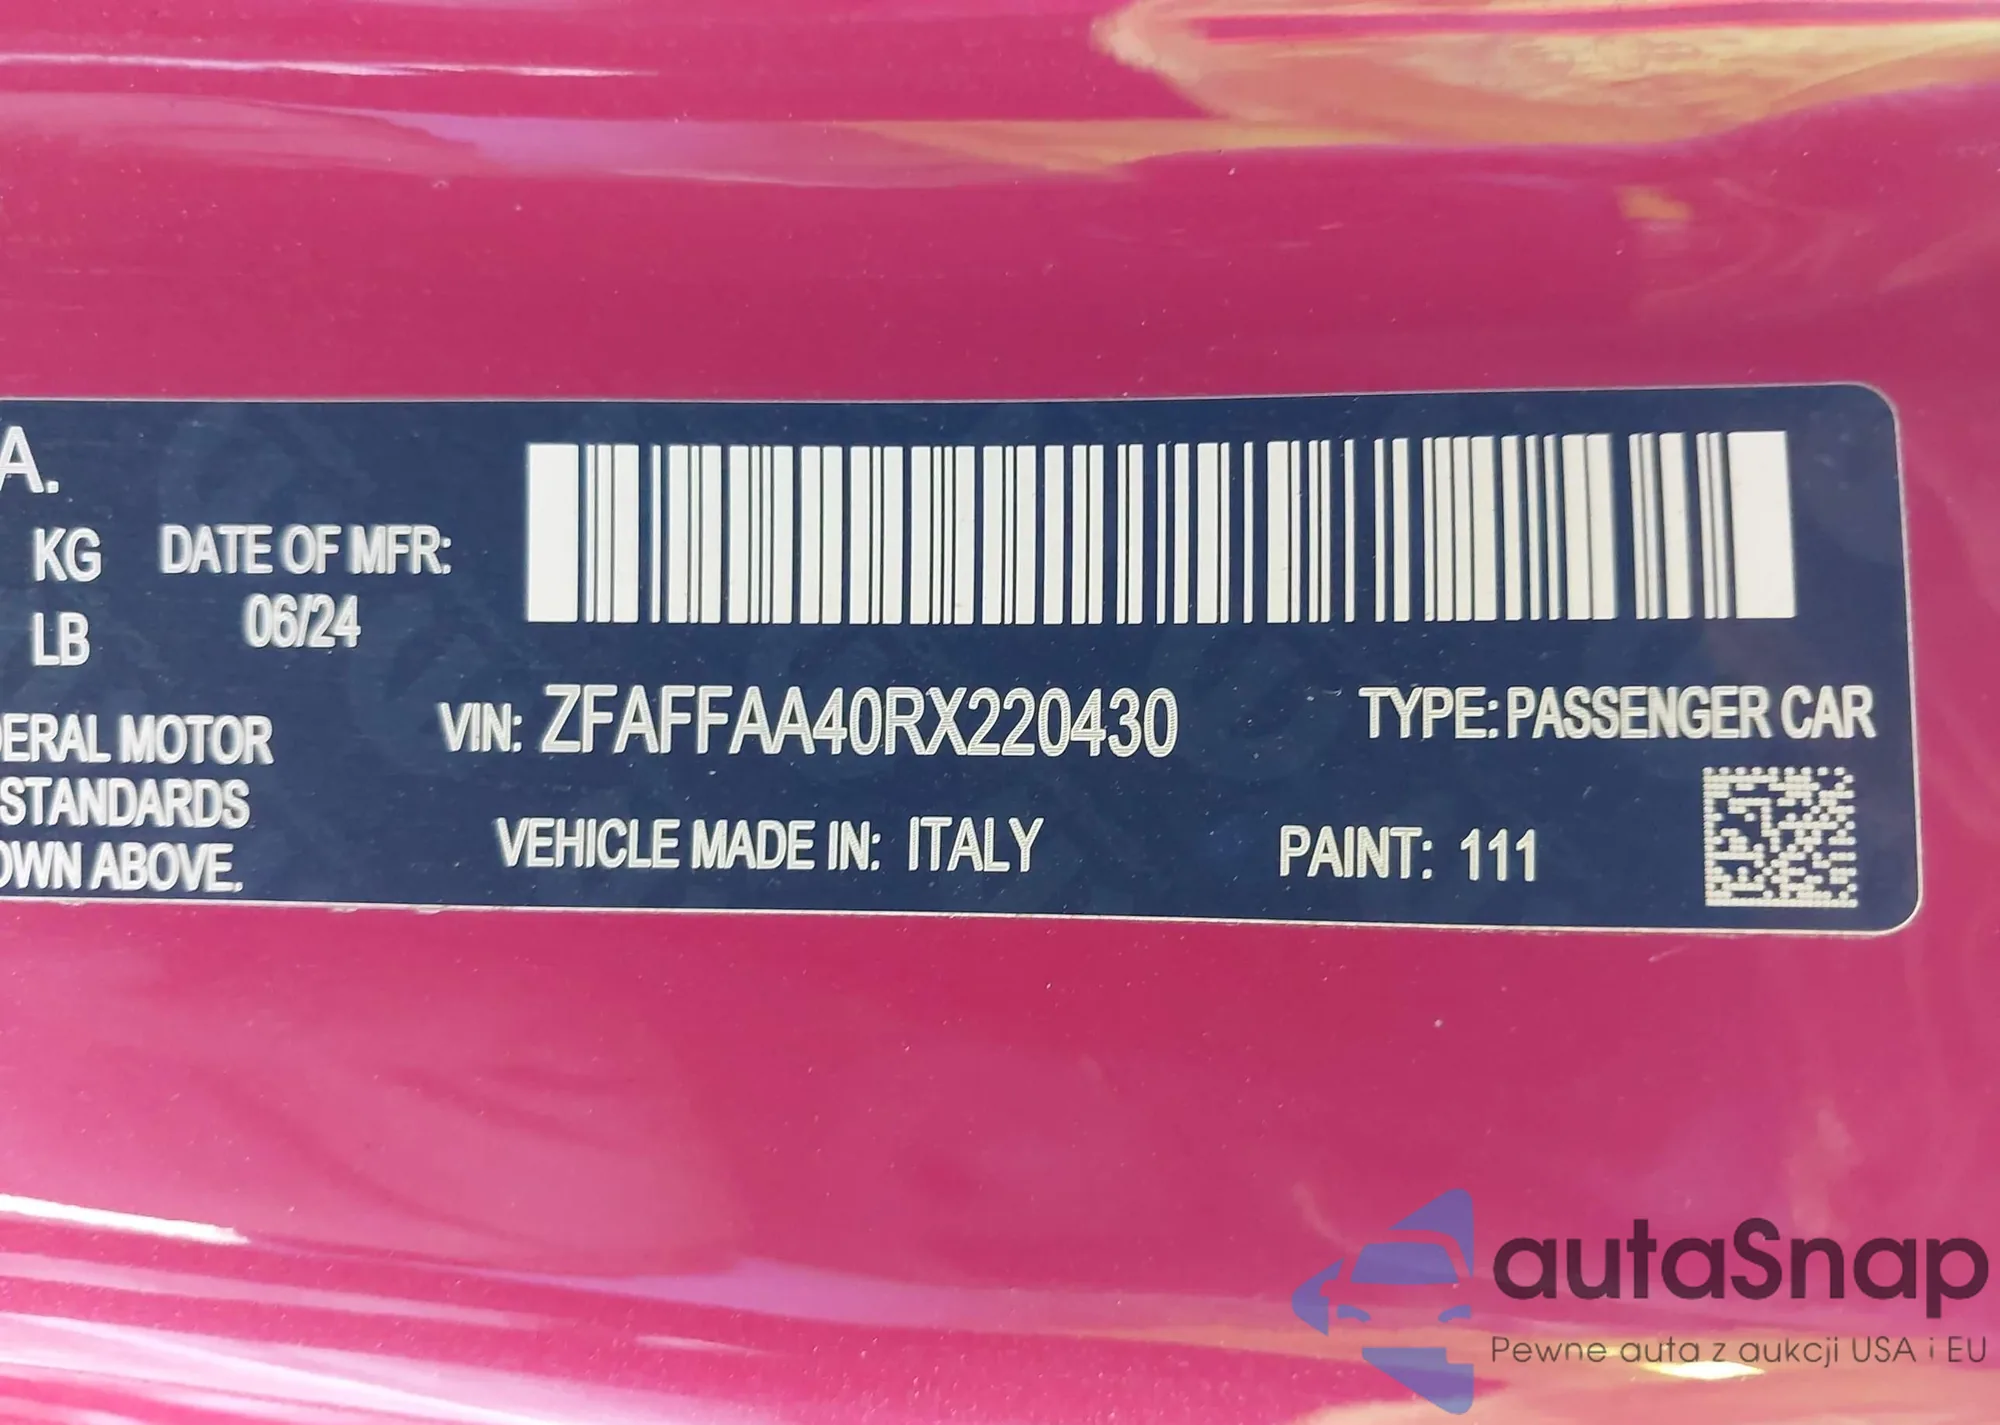 A.
KG DATE OF MFR:
LB 06/24
VIN: ZFAFFAA40RX220430 TYPE: PASSENGER CAR
DERAL MOTOR
STANDARDS
VEHICLE MADE IN: ITALY PAINT: 111
OWN ABOVE.
autaSnap
Pewne auta z aukcji USA i EU